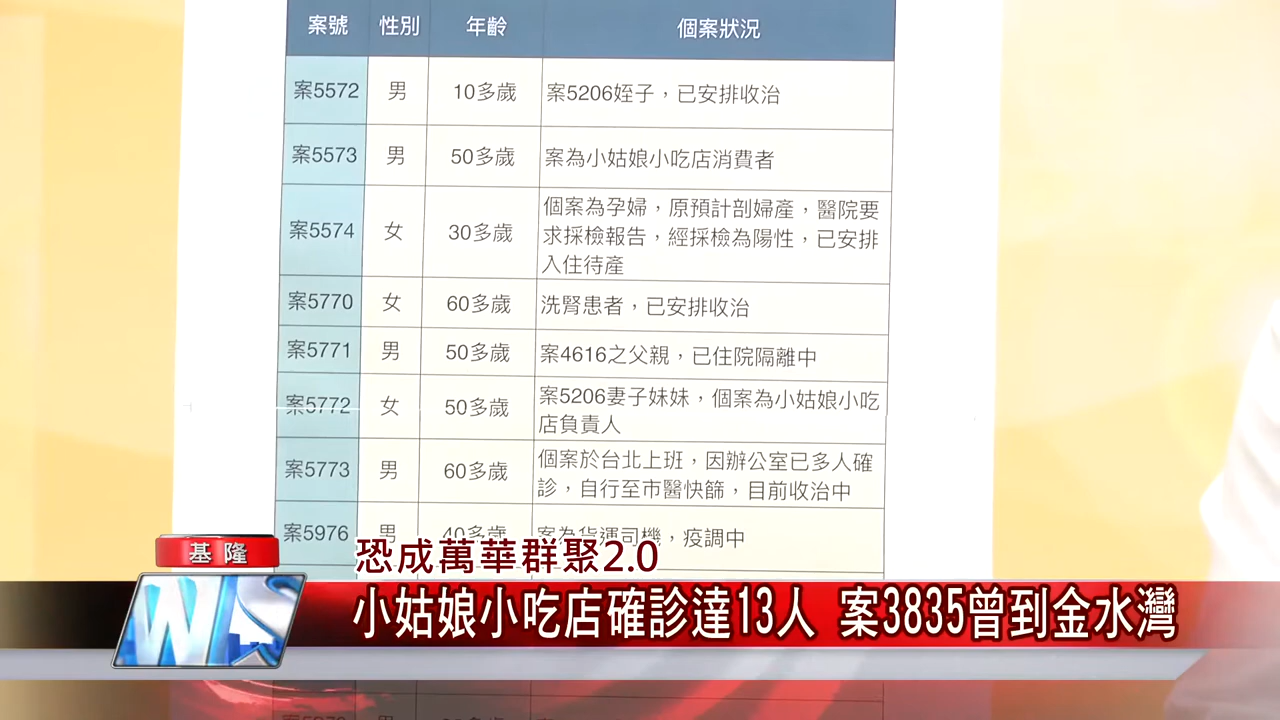 案號 性別 年齡 個案狀況
案5572 男 10多歲 案5206姪子，已安排收治
案5573 男 50多歲 案為小姑娘小吃店消費者
案5574 女 30多歲 個案為孕婦，原預計剖婦產，醫院要
求採檢報告，經採檢為陽性，已安排
入住待產
案5770 女 60多歲 洗腎患者，已安排收治
案5771 男 50多歲 案4616之父親，已住院隔離中
案5772 女 50多歲 案5206妻子妹妹，個案為小姑娘小吃
店負責人
案5773 男 60多歲 個案於台北上班，因辦公室已多人確
診，自行至市醫快篩，目前收治中
案5976 男 40多歲 案為貨運司機，疫調中
基隆
恐成萬華群聚2.0
小姑娘小吃店確診達13人 案3835曾到金水灣
WS